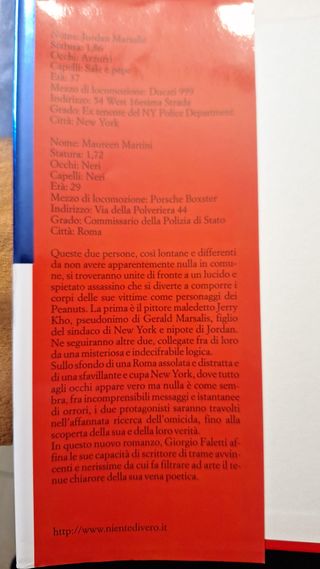 Nome: Jordan Marsalis
Statura: 1,86
Occhi: Azzurri
Capelli: Sale e pepe
Età: 37
Mezzo di locomozione: Ducati 999
Indirizzo: 54 West 16esima Strada
Grado: Ex tenente del NY Police Department
Città: New York
Nome: Maureen Martini
Statura: 1,72
Occhi: Neri
Capelli: Neri
Età: 29
Mezzo di locomozione: Porsche Boxster
Indirizzo: Via della Polveriera 44
Grado: Commissario della Polizia di Stato
Città: Roma
Queste due persone, così lontane e differenti
da non avere apparentemente nulla in comu-
ne, si troveranno unite di fronte a un lucido e
spietato assassino che si diverte a comporre i
corpi delle sue vittime come personaggi dei
Peanuts. La prima è il pittore maledetto Jerry
Kho, pseudonimo di Gerald Marsalis, figlio
del sindaco di New York e nipote di Jordan.
Ne seguiranno altre due, collegate fra di loro
da una misteriosa e indecifrabile logica.
Sullo sfondo di una Roma assolata e distratta e
di una sfavillante e cupa New York, dove tutto
agli occhi appare vero ma nulla è come sem-
bra, fra incomprensibili messaggi e istantanee
di orrori, i due protagonisti saranno travolti
nell'affannata ricerca dell'omicida, fino alla
scoperta della sua e della loro verità.
In questo nuovo romanzo, Giorgio Faletti af-
fina le sue capacità di scrittore di trame avvin-
centi e nerissime da cui fa filtrare ad arte il te-
nue chiarore della sua vena poetica.
http://www.nientedivero.it